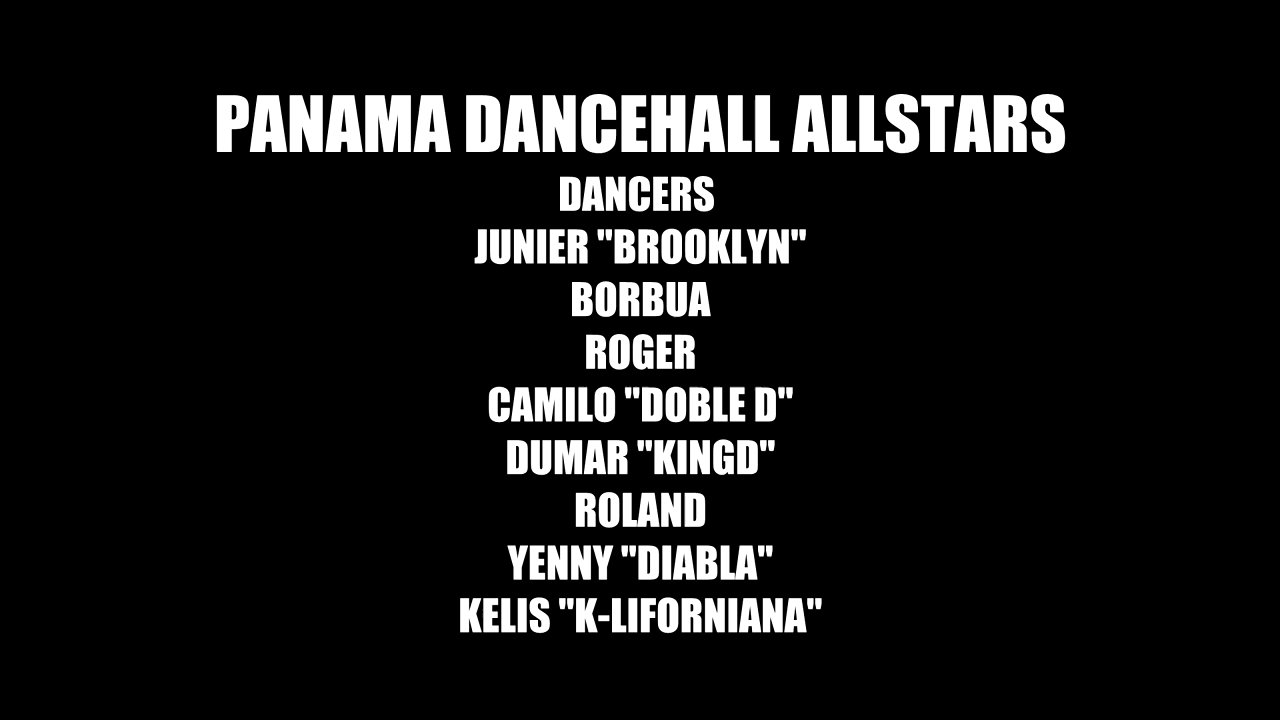 PANAMA DANCEHALL ALLSTARS
DANCERS
JUNIER "BROOKLYN"
BORBUA
ROGER
CAMILO "DOBLE D"
DUMAR "KINGD"
ROLAND
YENNY "DIABLA"
KELIS "K-LIFORNIANA"